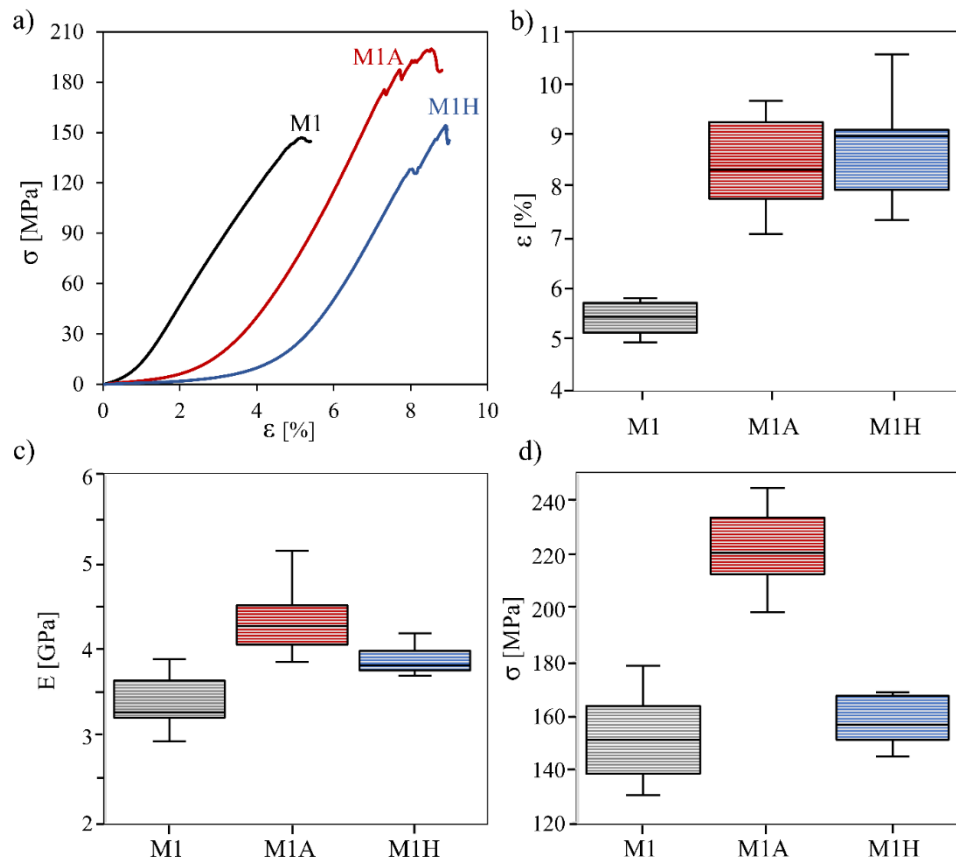 a)
210
180
150
120
90
60
30
0
σ [MPa]
M1
M1A
M1H
0 2 4 6 8 10
ε [%]
b)
11
10
9
8
7
6
5
4
ε [%]
M1 M1A M1H
c)
6
5
4
3
2
E [GPa]
M1 M1A M1H
d)
240
220
200
180
160
140
120
σ [MPa]
M1 M1A M1H